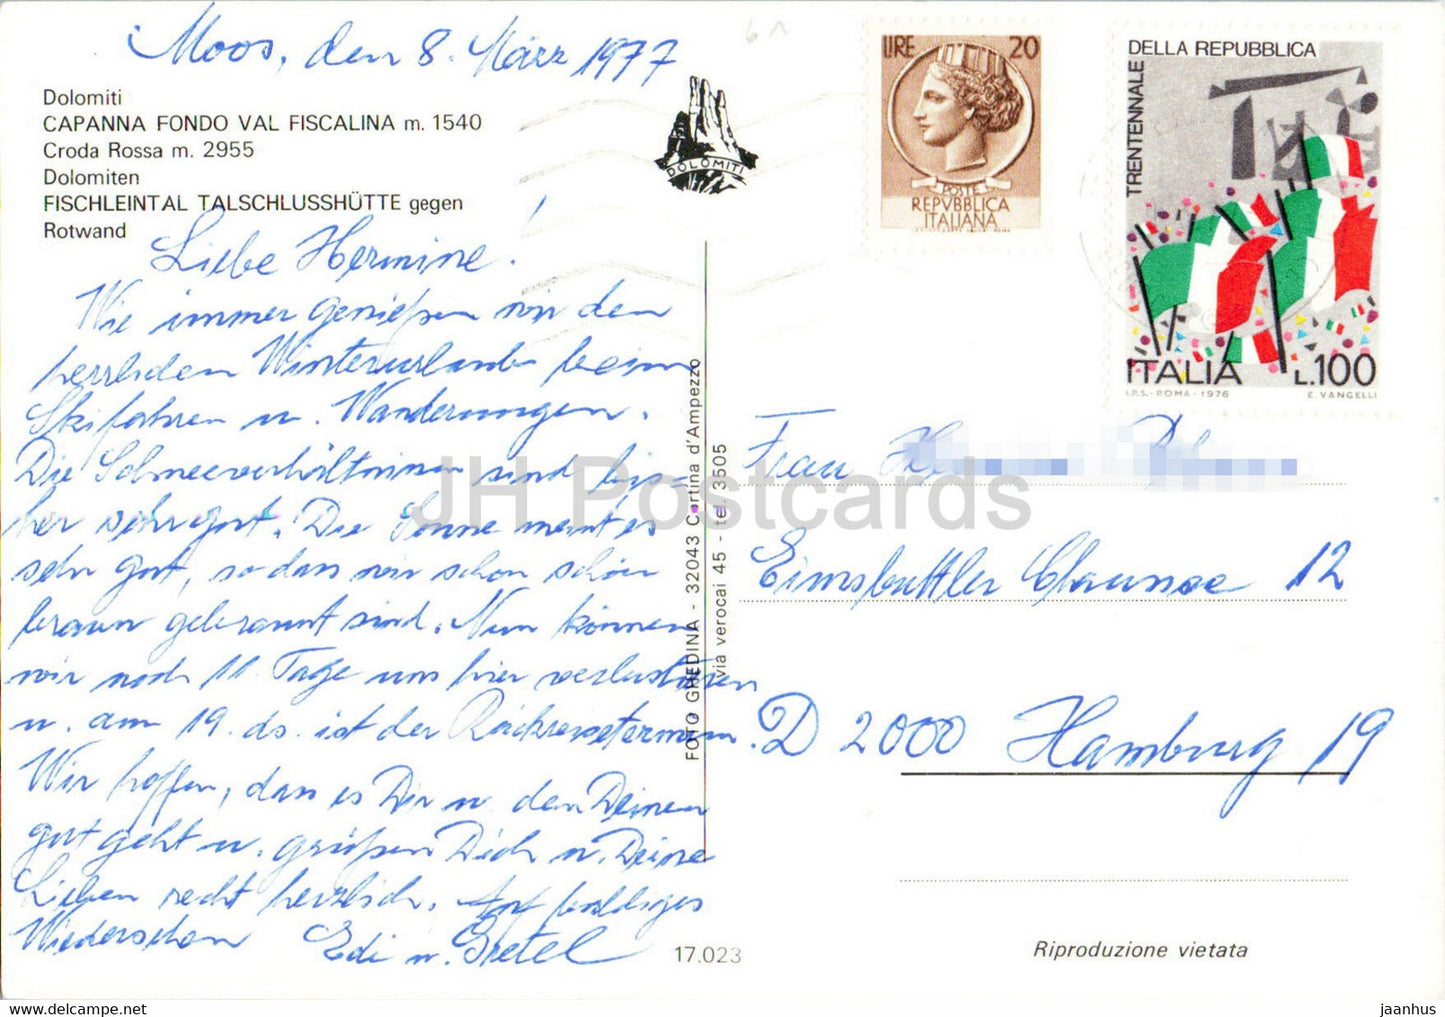 Moos, den 8. März 1977
Dolomiti
CAPANNA FONDO VAL FISCALINA m. 1540
Croda Rossa m. 2955
Dolomiten
FISCHLEINTAL TALSCHLUSSHÜTTE gegen
Rotwand
DOLOMITI
LIRE 20
POSTE
REPVBBLICA
ITALIANA
TRENTENNALE
DELLA REPUBBLICA
ITALIA L.100
I.P.S. - ROMA - 1976 E. VANGELLI
Liebe Hermine!
Wie immer genießen wir den
herrlichen Winterurlaub beim
Skifahren u. Wanderungen.
Die Schneeverhältnisse sind bis-
her sehr gut. Die Sonne meint es
sehr gut, so dass wir schon schön
braun gebrannt sind. Nun können
wir noch 11 Tage uns hier
u. am 19. ds. ist der Rückreisetermin.
Wir hoffen, dass es Dir u. den Deinen
gut geht u. grüßen Dich u. Deine
Lieben recht herzlich. Auf baldiges
Wiedersehen Edi u. Gretel
FOTO GHEDINA - 32043 Cortina d'Ampezzo
via verocai 45 - tel 3505
Frau
Eimsbüttler Chaussee 12
D 2000 Hamburg 19
17.023
Riproduzione vietata
JH Postcards
www.hippostcard.com
jaanhus